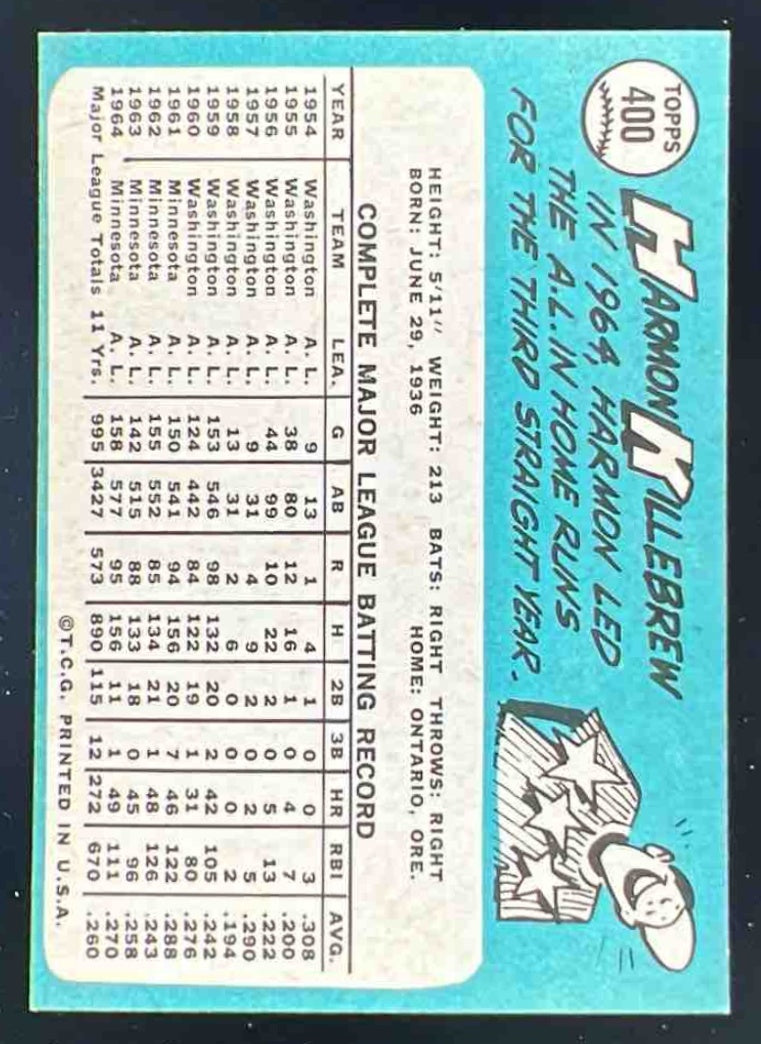 TOPPS
400
HARMON KILLEBREW
IN 1964, HARMON LED
THE A.L. IN HOME RUNS
FOR THE THIRD STRAIGHT YEAR.
HEIGHT: 5'11" WEIGHT: 213 BATS: RIGHT THROWS: RIGHT
BORN: JUNE 29, 1936 HOME: ONTARIO, ORE.
COMPLETE MAJOR LEAGUE BATTING RECORD
YEAR TEAM LEA. G AB R H 2B 3B HR RBI AVG.
1954 Washington A. L. 9 13 1 4 1 0 0 3 .308
1955 Washington A. L. 38 80 12 16 1 0 4 7 .200
1956 Washington A. L. 44 99 10 22 2 0 5 13 .222
1957 Washington A. L. 9 31 4 9 2 0 2 5 .290
1958 Washington A. L. 13 31 2 6 0 0 0 2 .194
1959 Washington A. L. 153 546 98 132 20 2 42 105 .242
1960 Washington A. L. 124 442 84 122 19 1 31 80 .276
1961 Minnesota A. L. 150 541 94 156 20 7 46 122 .288
1962 Minnesota A. L. 155 552 85 134 21 1 48 126 .243
1963 Minnesota A. L. 142 515 88 133 18 0 45 96 .258
1964 Minnesota A. L. 158 577 95 156 11 1 49 111 .270
Major League Totals 11 Yrs. 995 3427 573 890 115 12 272 670 .260
©T.C.G. PRINTED IN U.S.A.